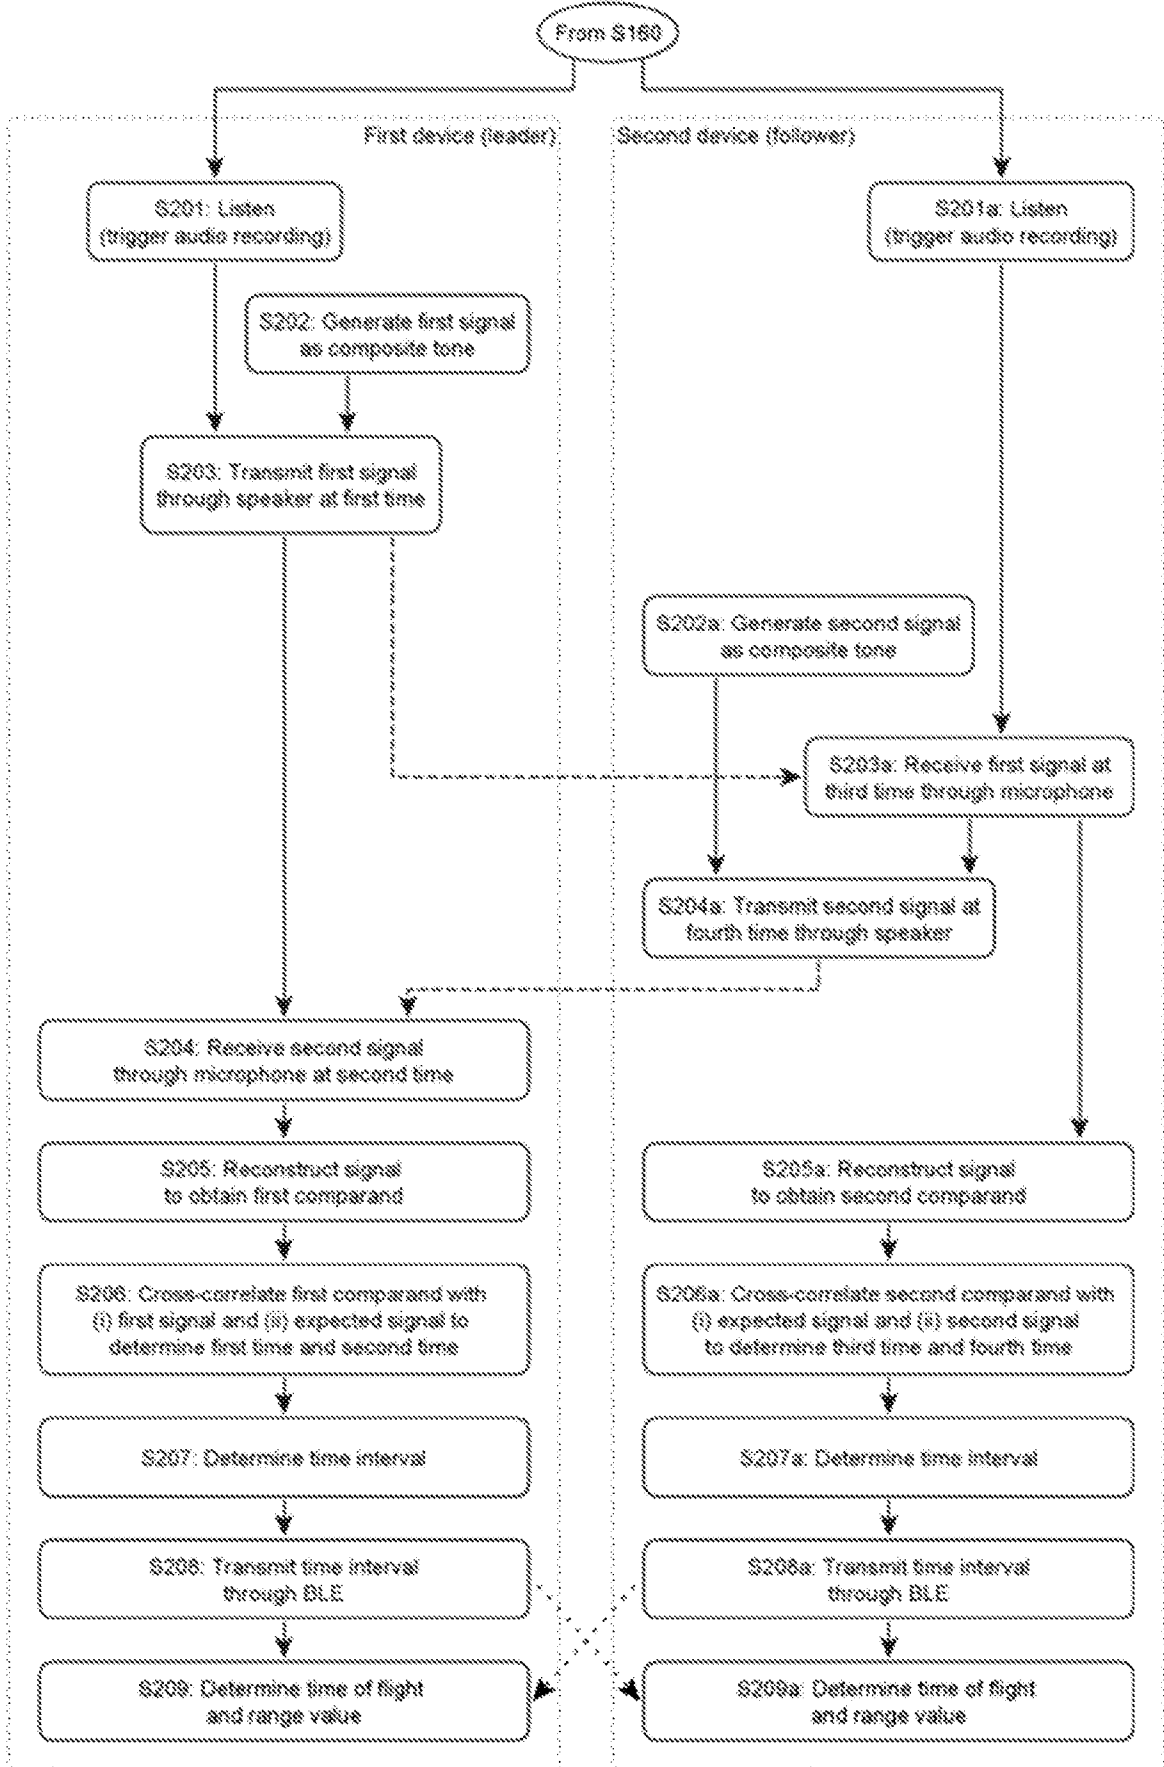 From S160
First device (leader)
Second device (follower)
S201: Listen
(trigger audio recording)
S201a: Listen
(trigger audio recording)
S202: Generate first signal
as composite tone
S203: Transmit first signal
through speaker at first time
S202a: Generate second signal
as composite tone
S203a: Receive first signal at
third time through microphone
S204a: Transmit second signal at
fourth time through speaker
S204: Receive second signal
through microphone at second time
S205: Reconstruct signal
to obtain first comparand
S205a: Reconstruct signal
to obtain second comparand
S206: Cross-correlate first comparand with
(i) first signal and (ii) expected signal to
determine first time and second time
S206a: Cross-correlate second comparand with
(i) expected signal and (ii) second signal
to determine third time and fourth time
S207: Determine time interval
S207a: Determine time interval
S208: Transmit time interval
through BLE
S208a: Transmit time interval
through BLE
S209: Determine time of flight
and range value
S209a: Determine time of flight
and range value